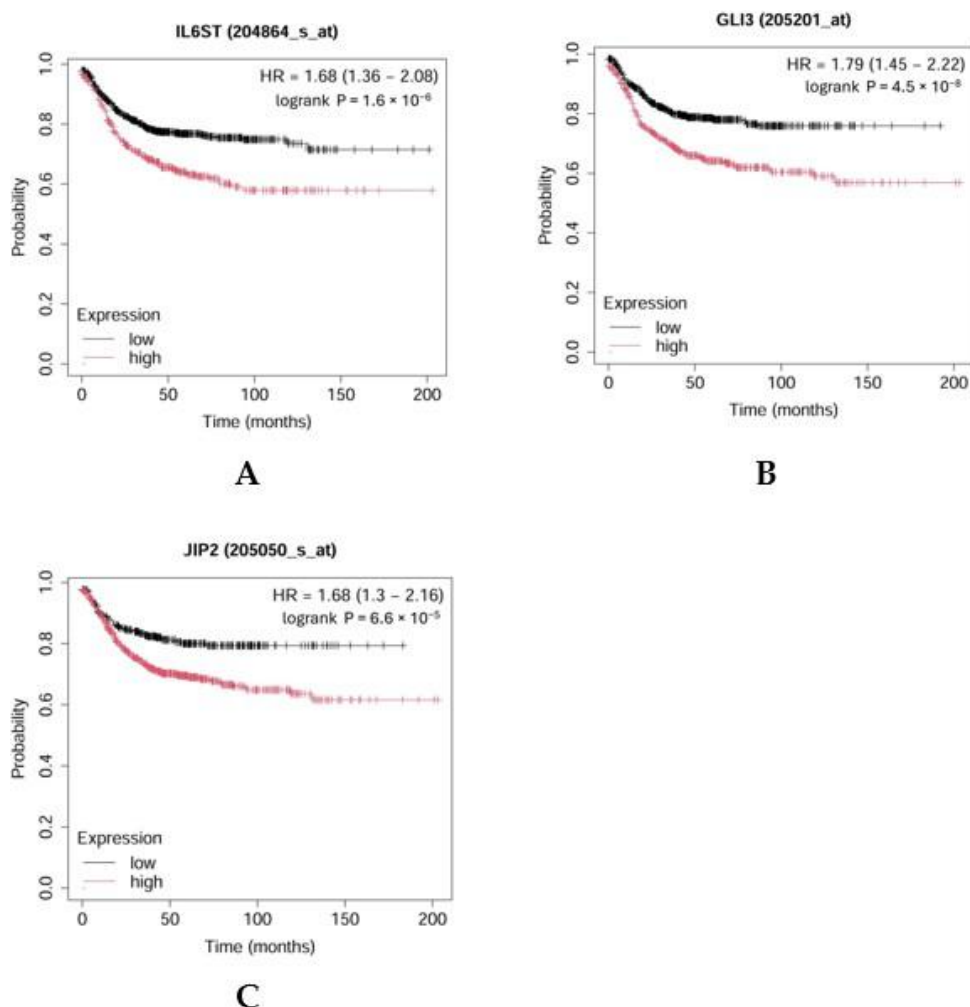 IL6ST (204864_s_at)
HR = 1.68 (1.36 – 2.08)
logrank P = 1.6 × 10⁻⁶
Probability
1.0
0.8
0.6
0.4
0.2
0.0
Expression
low
high
0 50 100 150 200
Time (months)
A
GLI3 (205201_at)
HR = 1.79 (1.45 – 2.22)
logrank P = 4.5 × 10⁻⁸
Probability
1.0
0.8
0.6
0.4
0.2
0.0
Expression
low
high
0 50 100 150 200
Time (months)
B
JIP2 (205050_s_at)
HR = 1.68 (1.3 – 2.16)
logrank P = 6.6 × 10⁻⁵
Probability
1.0
0.8
0.6
0.4
0.2
0.0
Expression
low
high
0 50 100 150 200
Time (months)
C